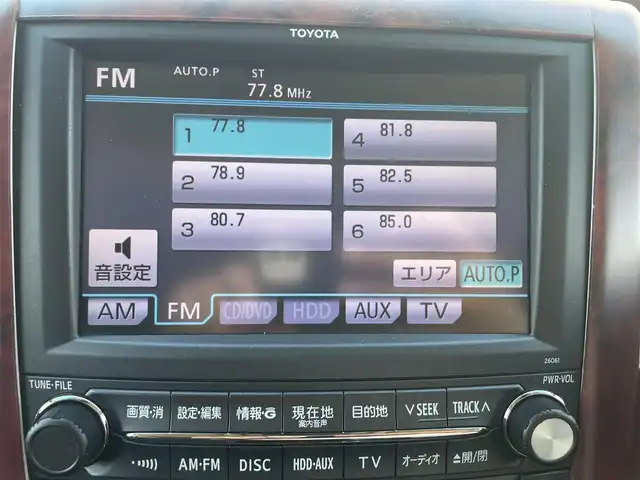 TOYOTA
FM AUTO.P ST
77.8 MHz
1 77.8 4 81.8
2 78.9 5 82.5
3 80.7 6 85.0
音設定 エリア AUTO.P
AM FM CD/DVD HDD AUX TV
26061
TUNE·FILE PWR·VOL
画質·消 設定·編集 情報·G 現在地 案内音声 目的地 ∨SEEK TRACK∧
AM·FM DISC HDD·AUX TV オーディオ ▲開/閉